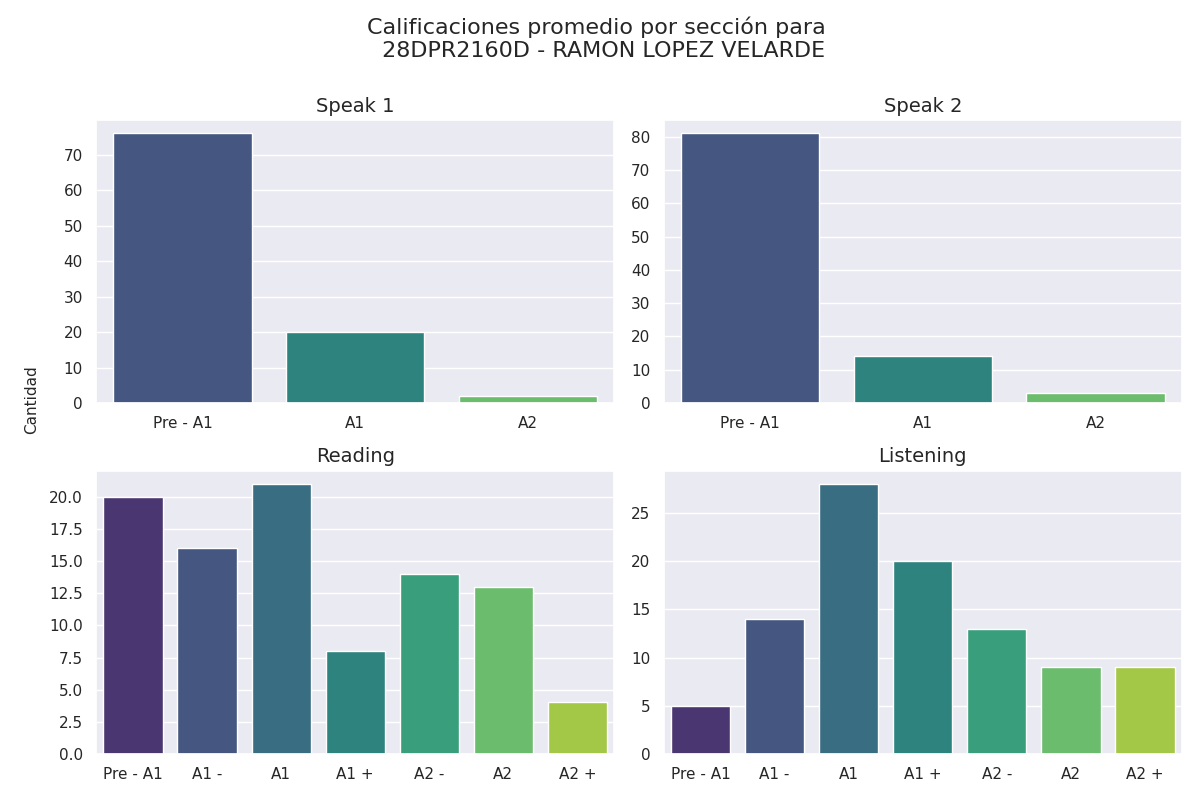 Calificaciones promedio por sección para
28DPR2160D - RAMON LOPEZ VELARDE
Speak 1
70
60
50
40
30
20
10
0
Pre - A1 A1 A2
Speak 2
80
70
60
50
40
30
20
10
0
Pre - A1 A1 A2
Cantidad
Reading
20.0
17.5
15.0
12.5
10.0
7.5
5.0
2.5
0.0
Pre - A1 A1 - A1 A1 + A2 - A2 A2 +
Listening
25
20
15
10
5
0
Pre - A1 A1 - A1 A1 + A2 - A2 A2 +